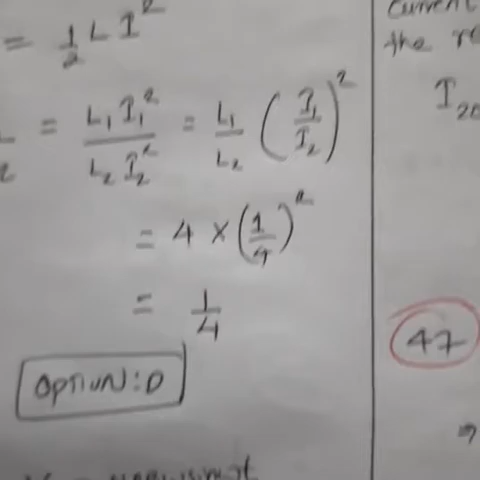 = 1/2 L I²
= L₁ I₁² / L₂ I₂² = L₁/L₂ (I₁/I₂)²
= 4 × (1/4)²
= 1/4
OPTION:D
current
the re
I₂₀
47
⇒